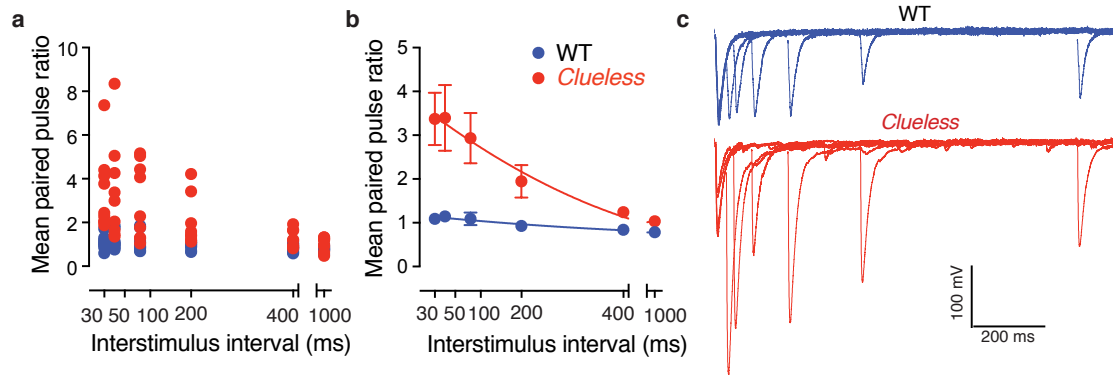 a
Mean paired pulse ratio
10
8
6
4
2
0
30 50 100 200 400 1000
Interstimulus interval (ms)
b
Mean paired pulse ratio
5
4
3
2
1
0
WT
Clueless
30 50 100 200 400 1000
Interstimulus interval (ms)
c
WT
Clueless
100 mV
200 ms